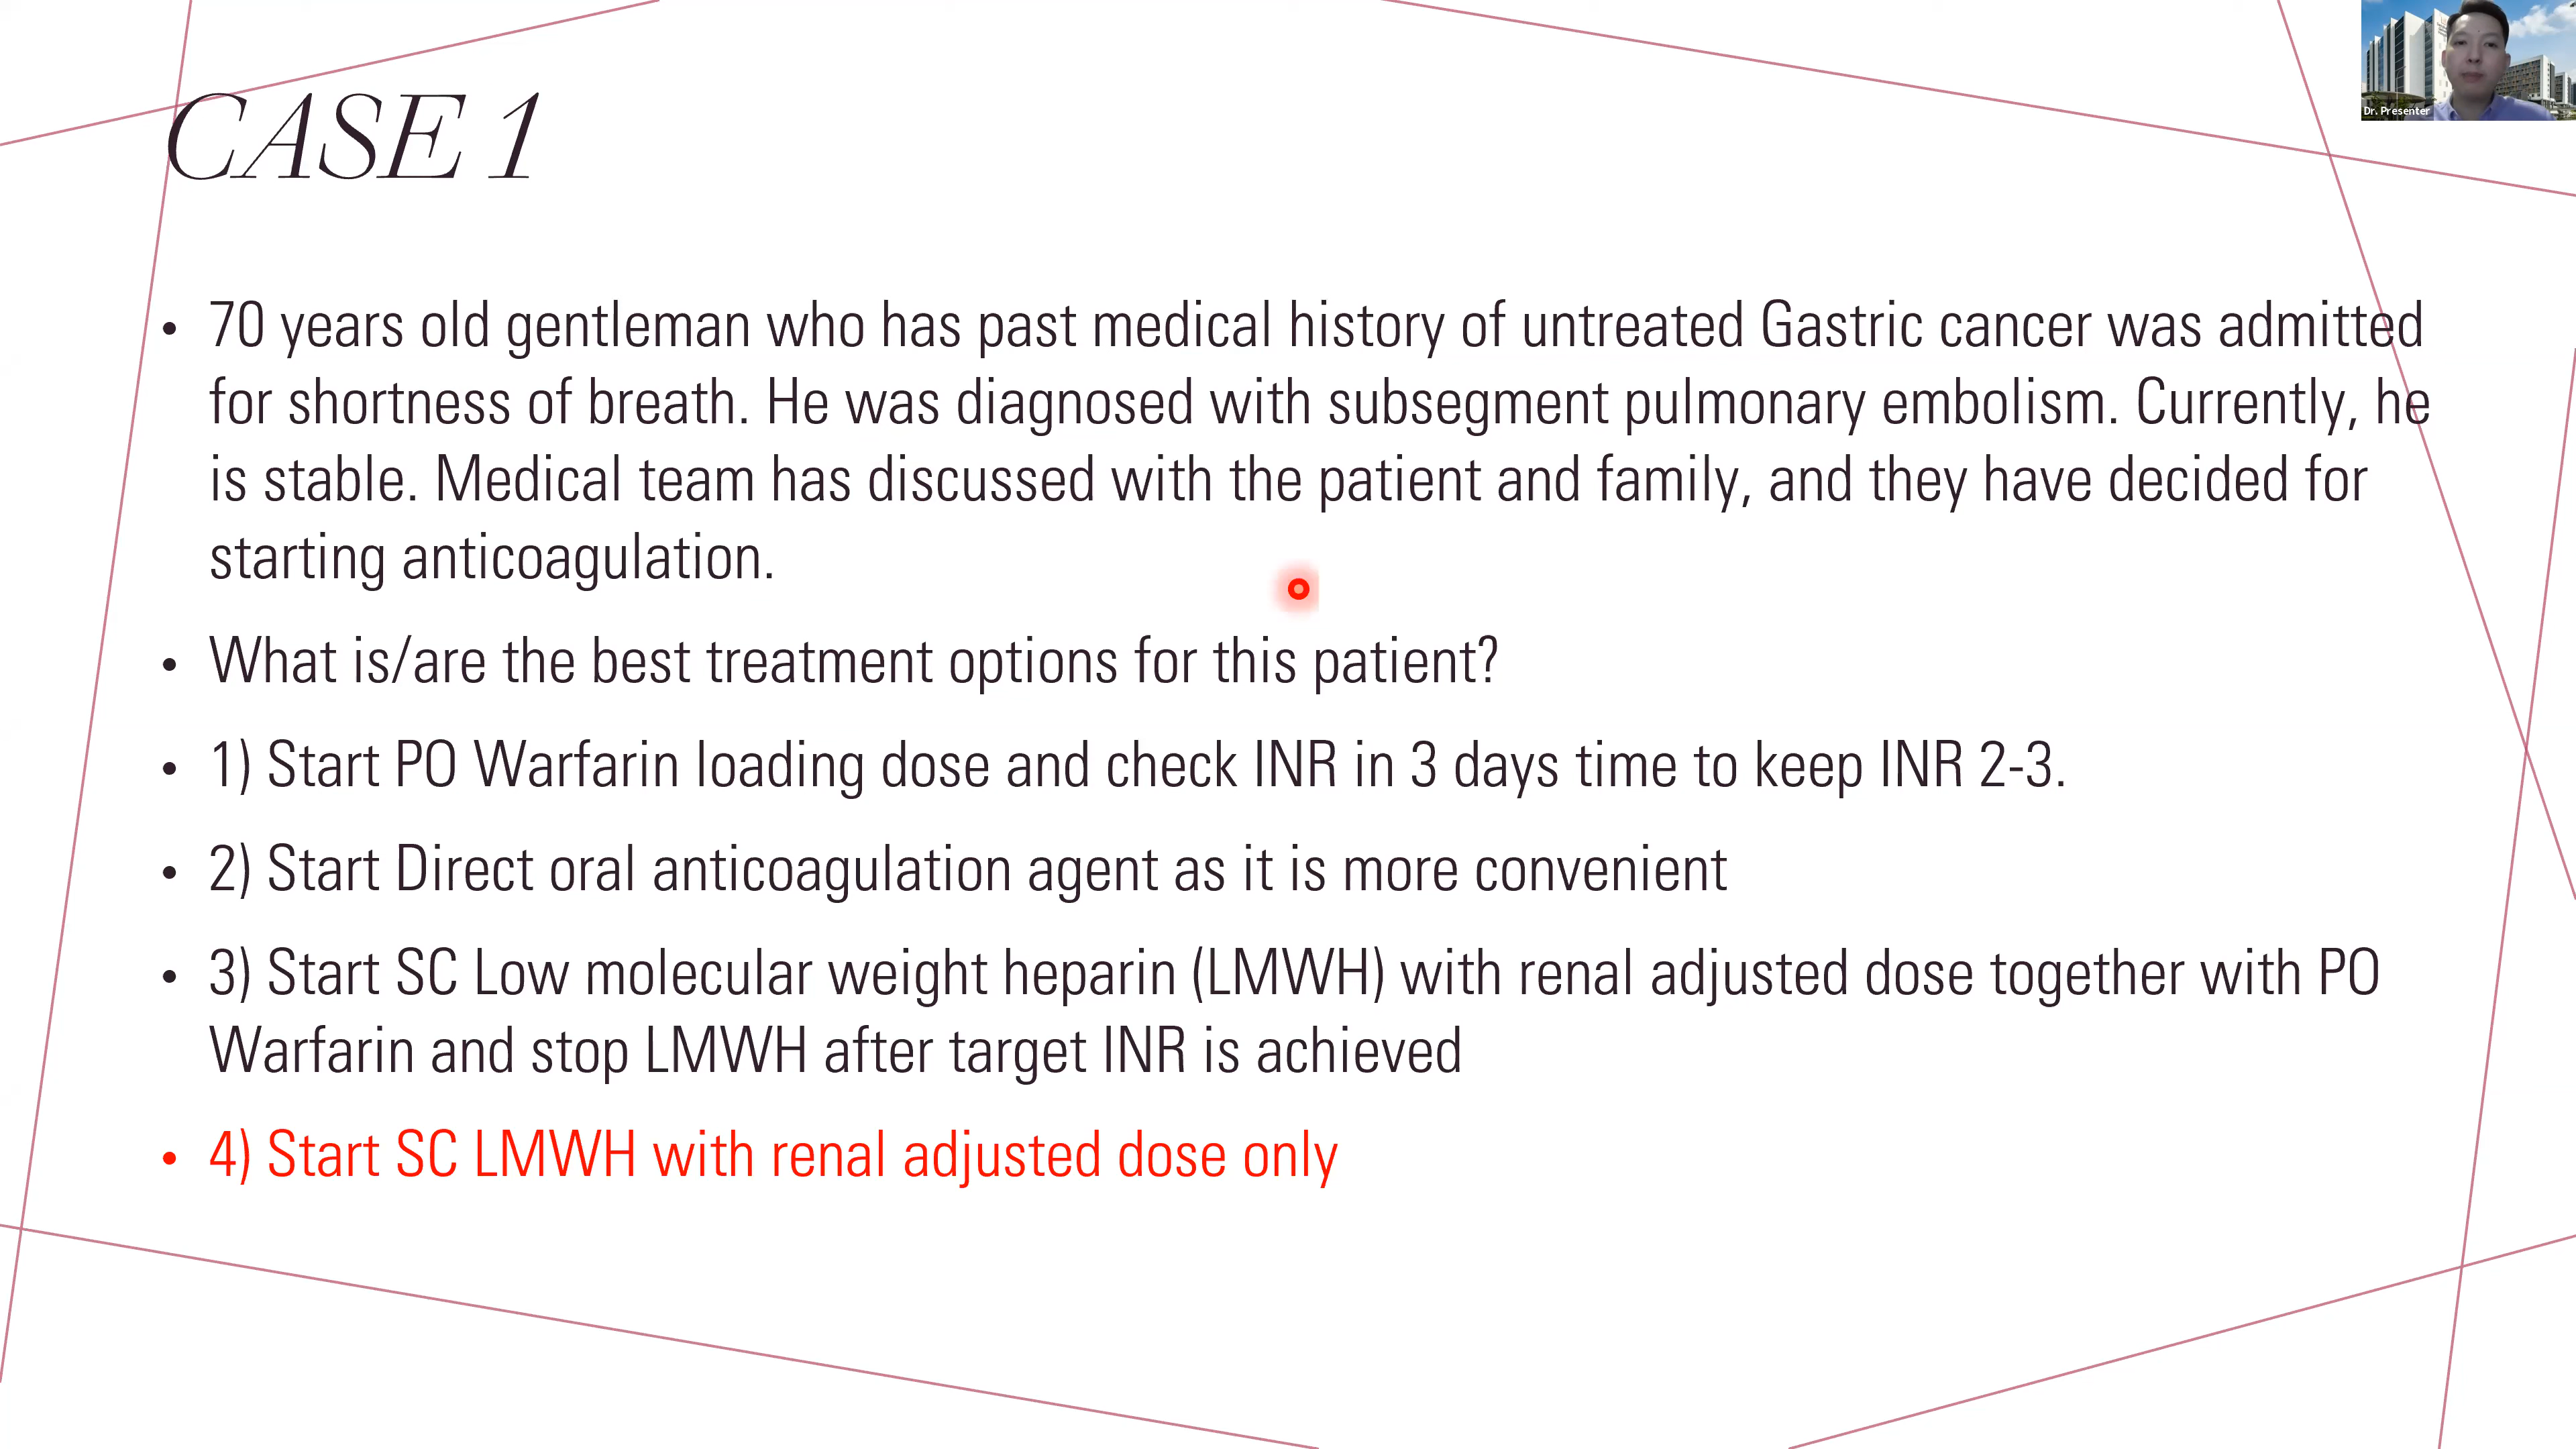 CASE 1
Dr. Presenter
• 70 years old gentleman who has past medical history of untreated Gastric cancer was admitted
for shortness of breath. He was diagnosed with subsegment pulmonary embolism. Currently, he
is stable. Medical team has discussed with the patient and family, and they have decided for
starting anticoagulation.
• What is/are the best treatment options for this patient?
• 1) Start PO Warfarin loading dose and check INR in 3 days time to keep INR 2-3.
• 2) Start Direct oral anticoagulation agent as it is more convenient
• 3) Start SC Low molecular weight heparin (LMWH) with renal adjusted dose together with PO
Warfarin and stop LMWH after target INR is achieved
• 4) Start SC LMWH with renal adjusted dose only